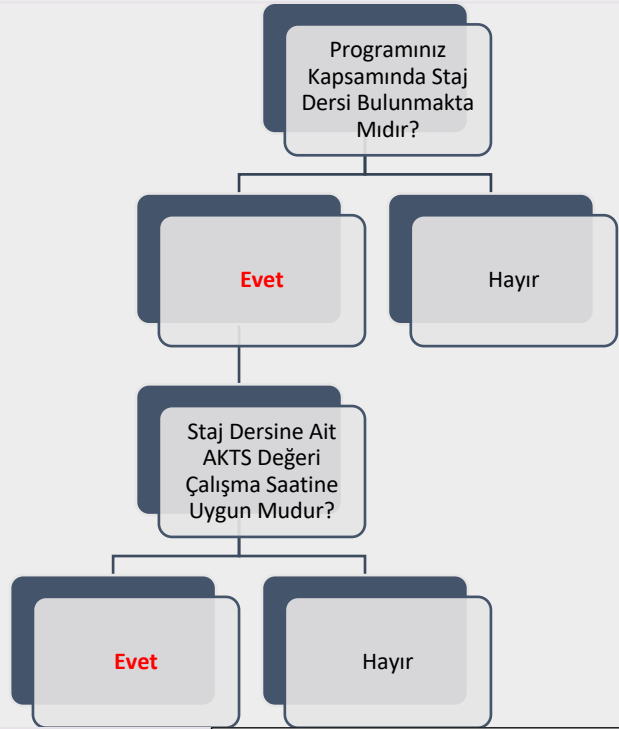 Programınız
Kapsamında Staj
Dersi Bulunmakta
Mıdır?
Evet
Hayır
Staj Dersine Ait
AKTS Değeri
Çalışma Saatine
Uygun Mudur?
Evet
Hayır